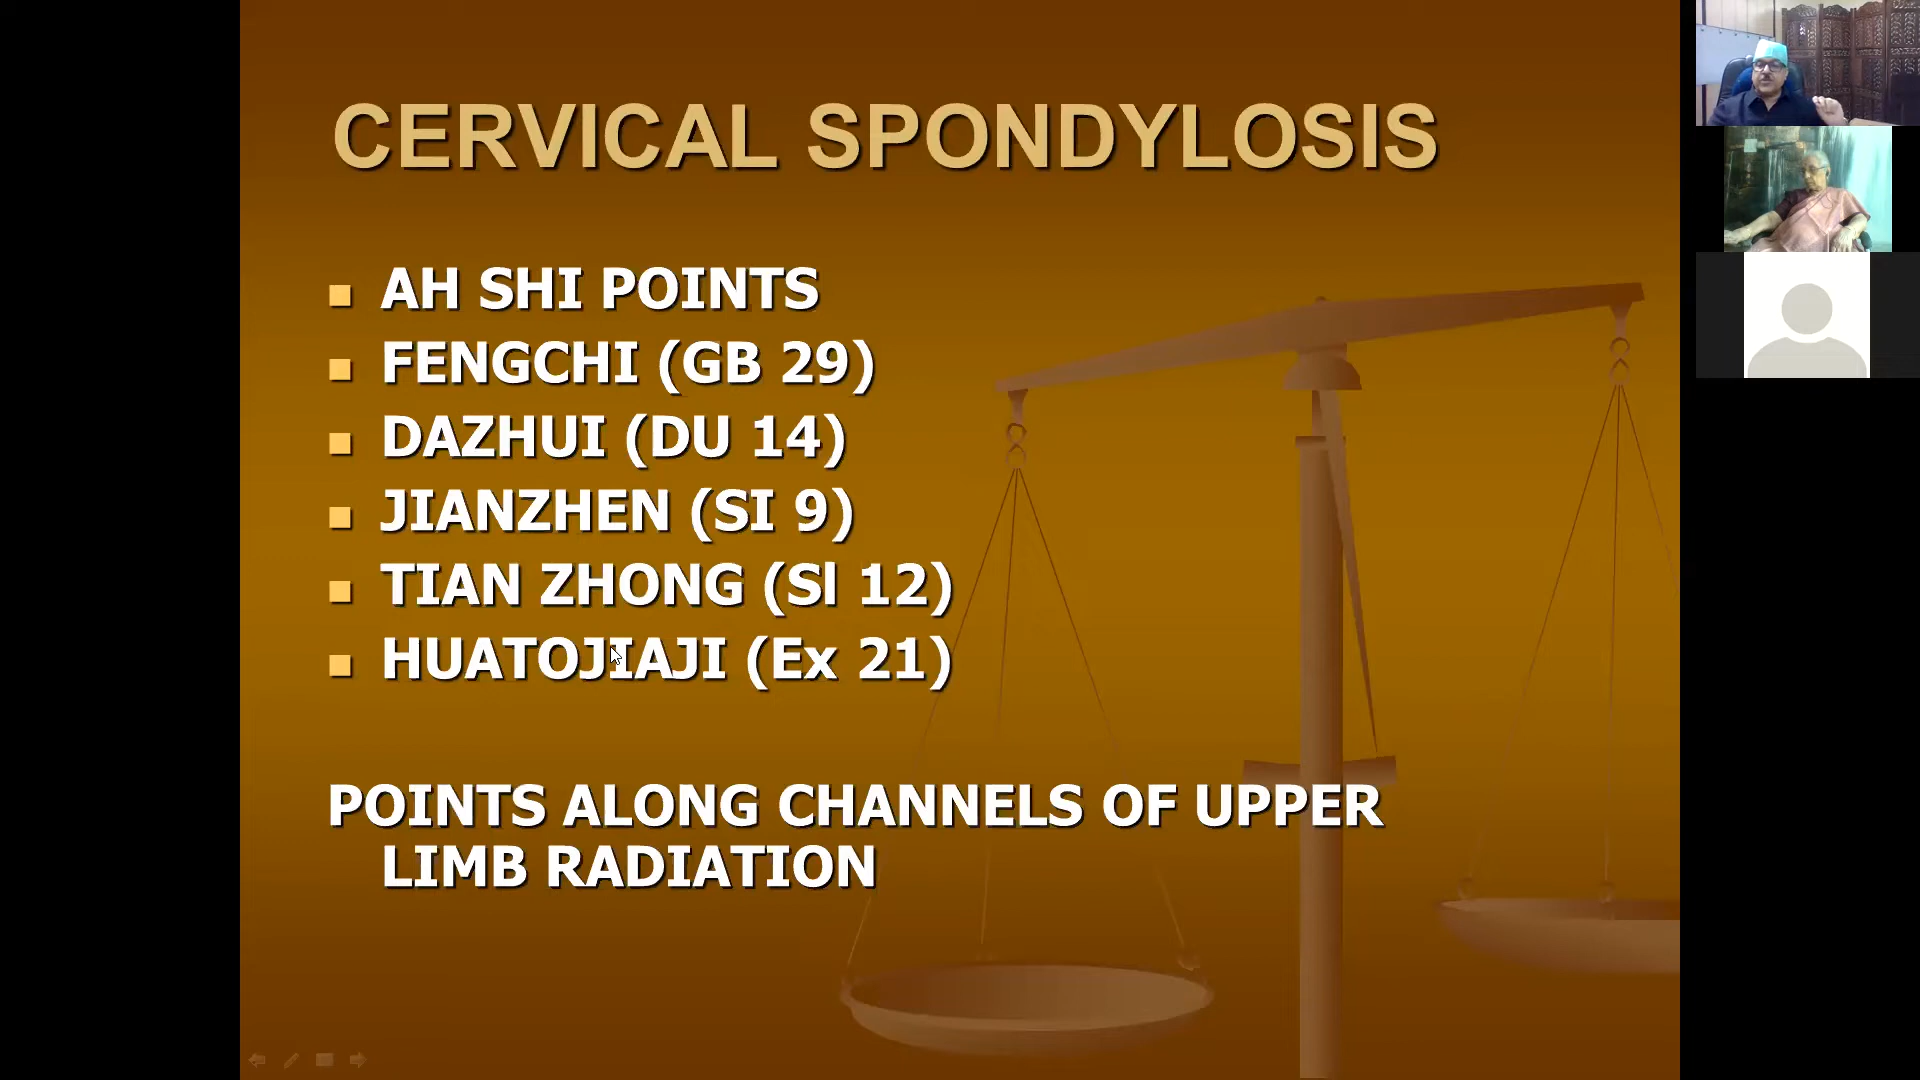 CERVICAL SPONDYLOSIS
AH SHI POINTS
FENGCHI (GB 29)
DAZHUI (DU 14)
JIANZHEN (SI 9)
TIAN ZHONG (Sl 12)
HUATOJIAJI (Ex 21)
POINTS ALONG CHANNELS OF UPPER
LIMB RADIATION